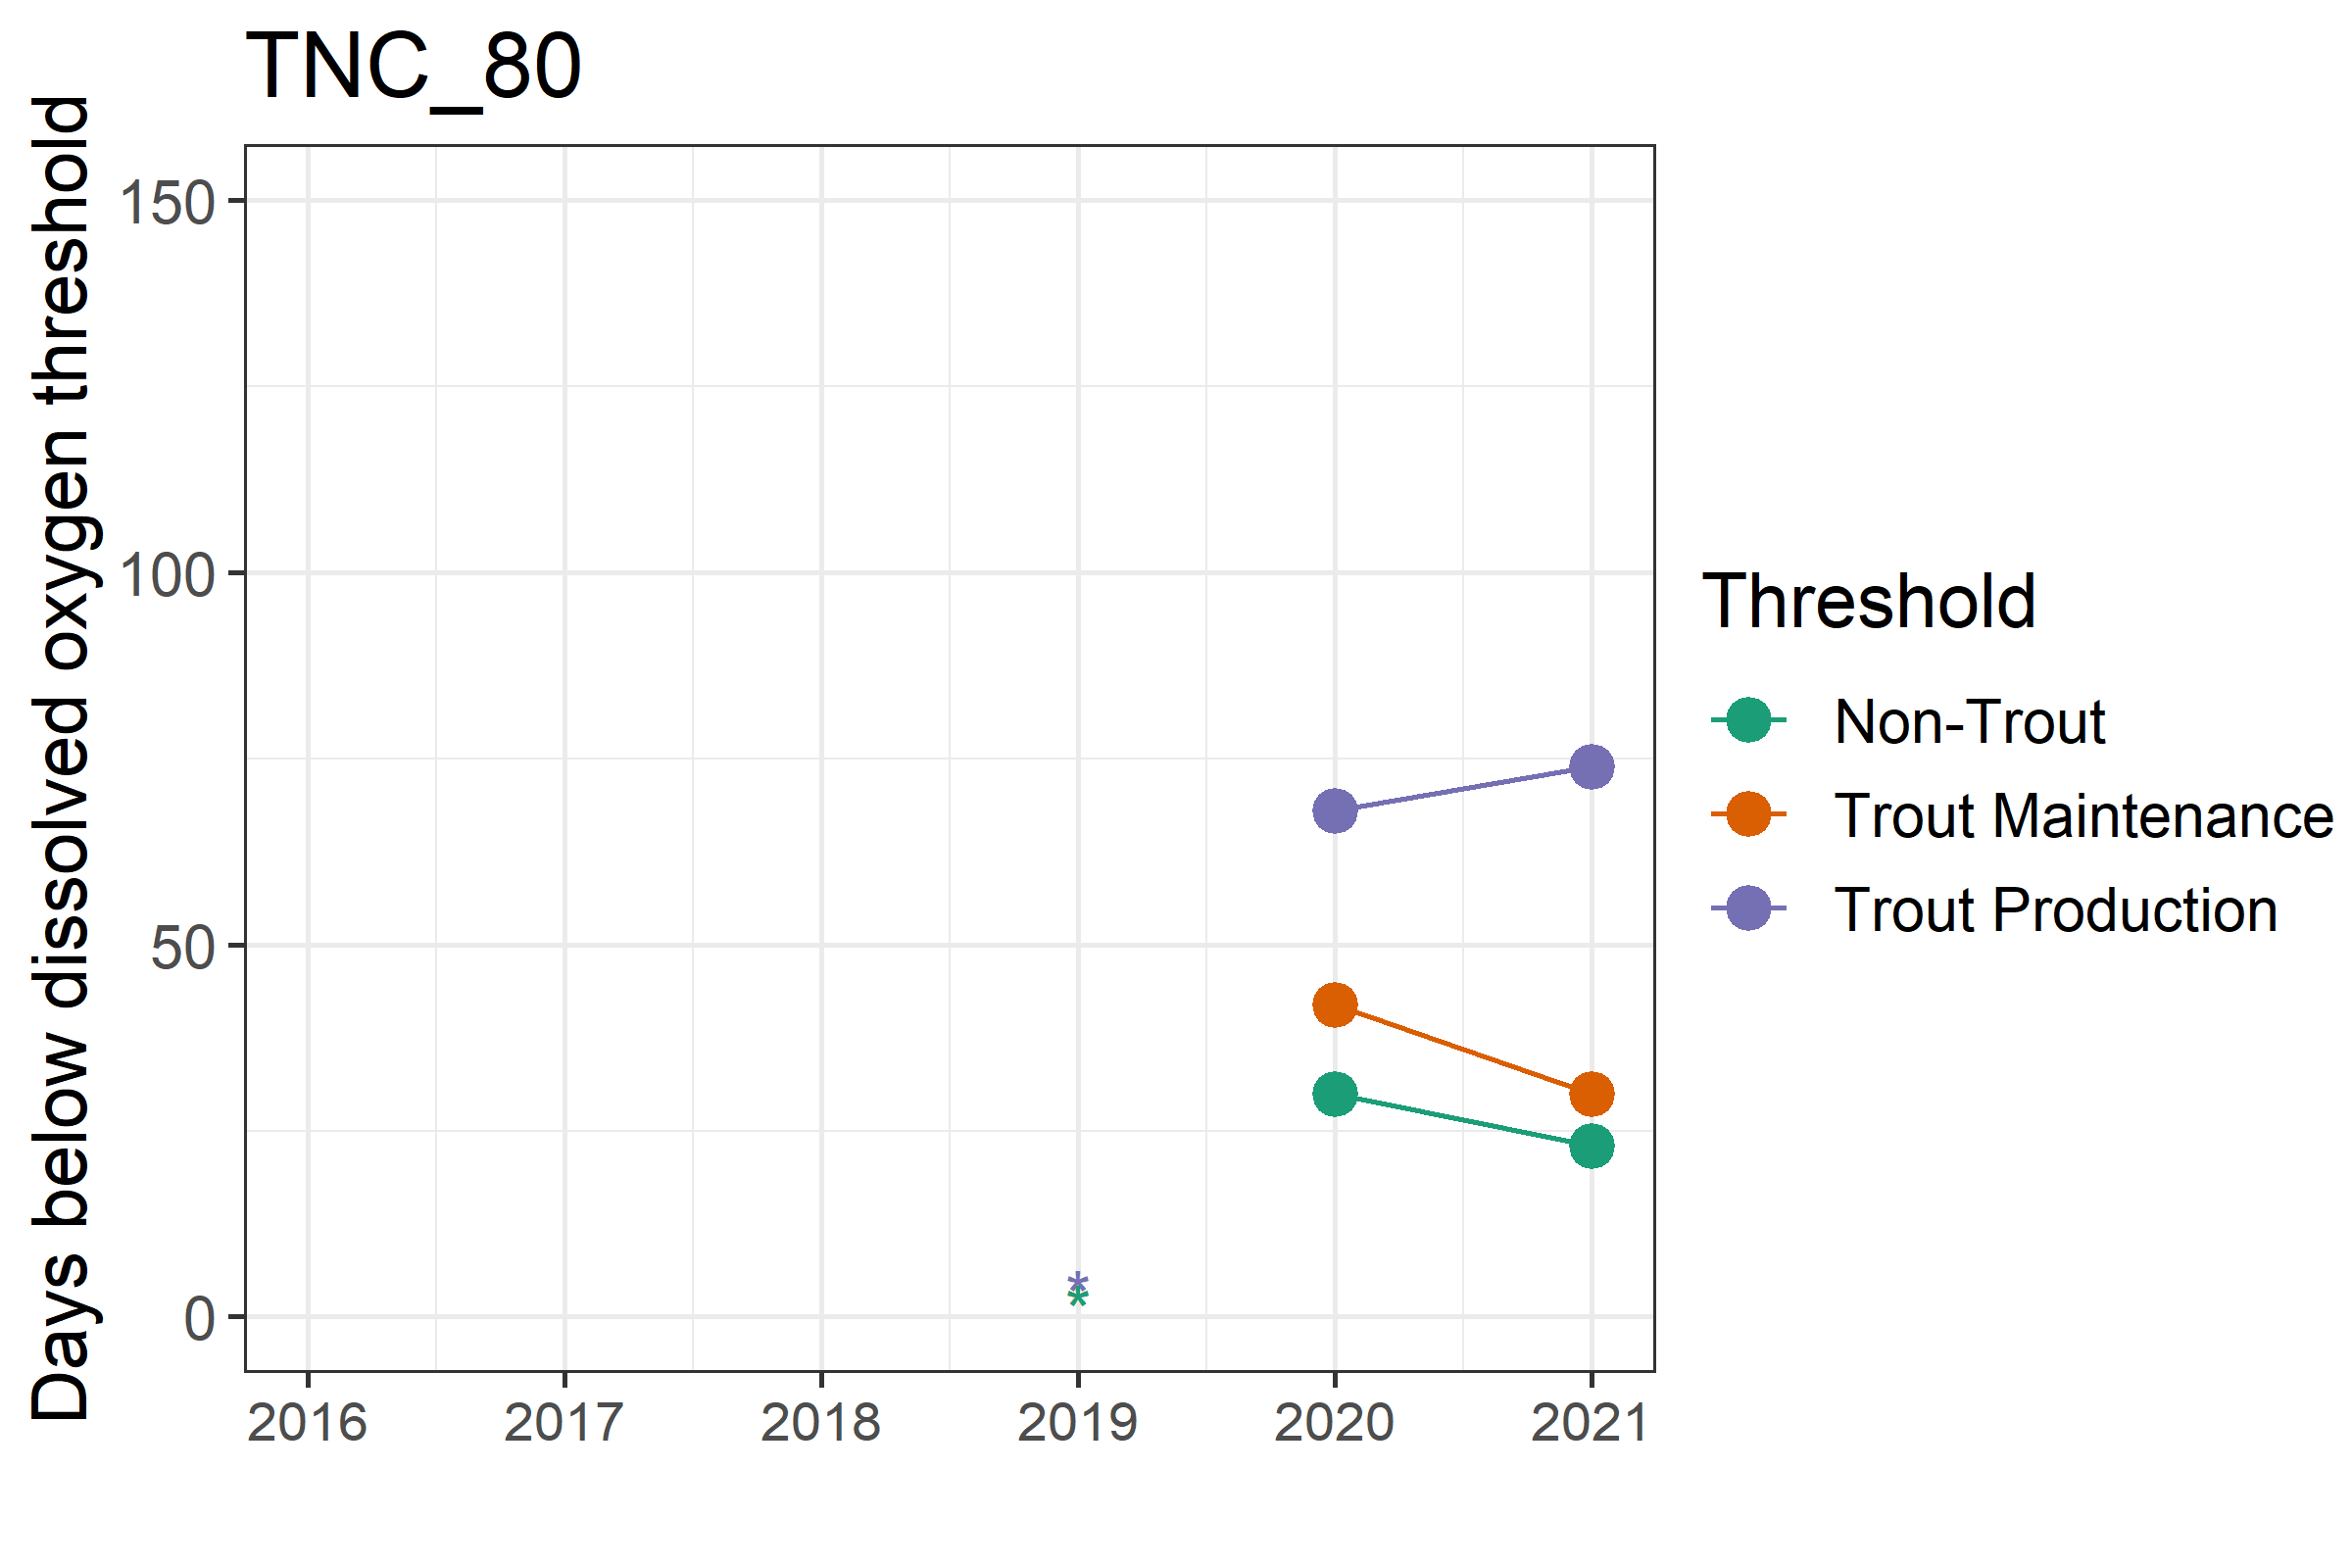 TNC_80
Days below dissolved oxygen threshold
150
100
50
0
*
*
2016 2017 2018 2019 2020 2021
Threshold
Non-Trout
Trout Maintenance
Trout Production